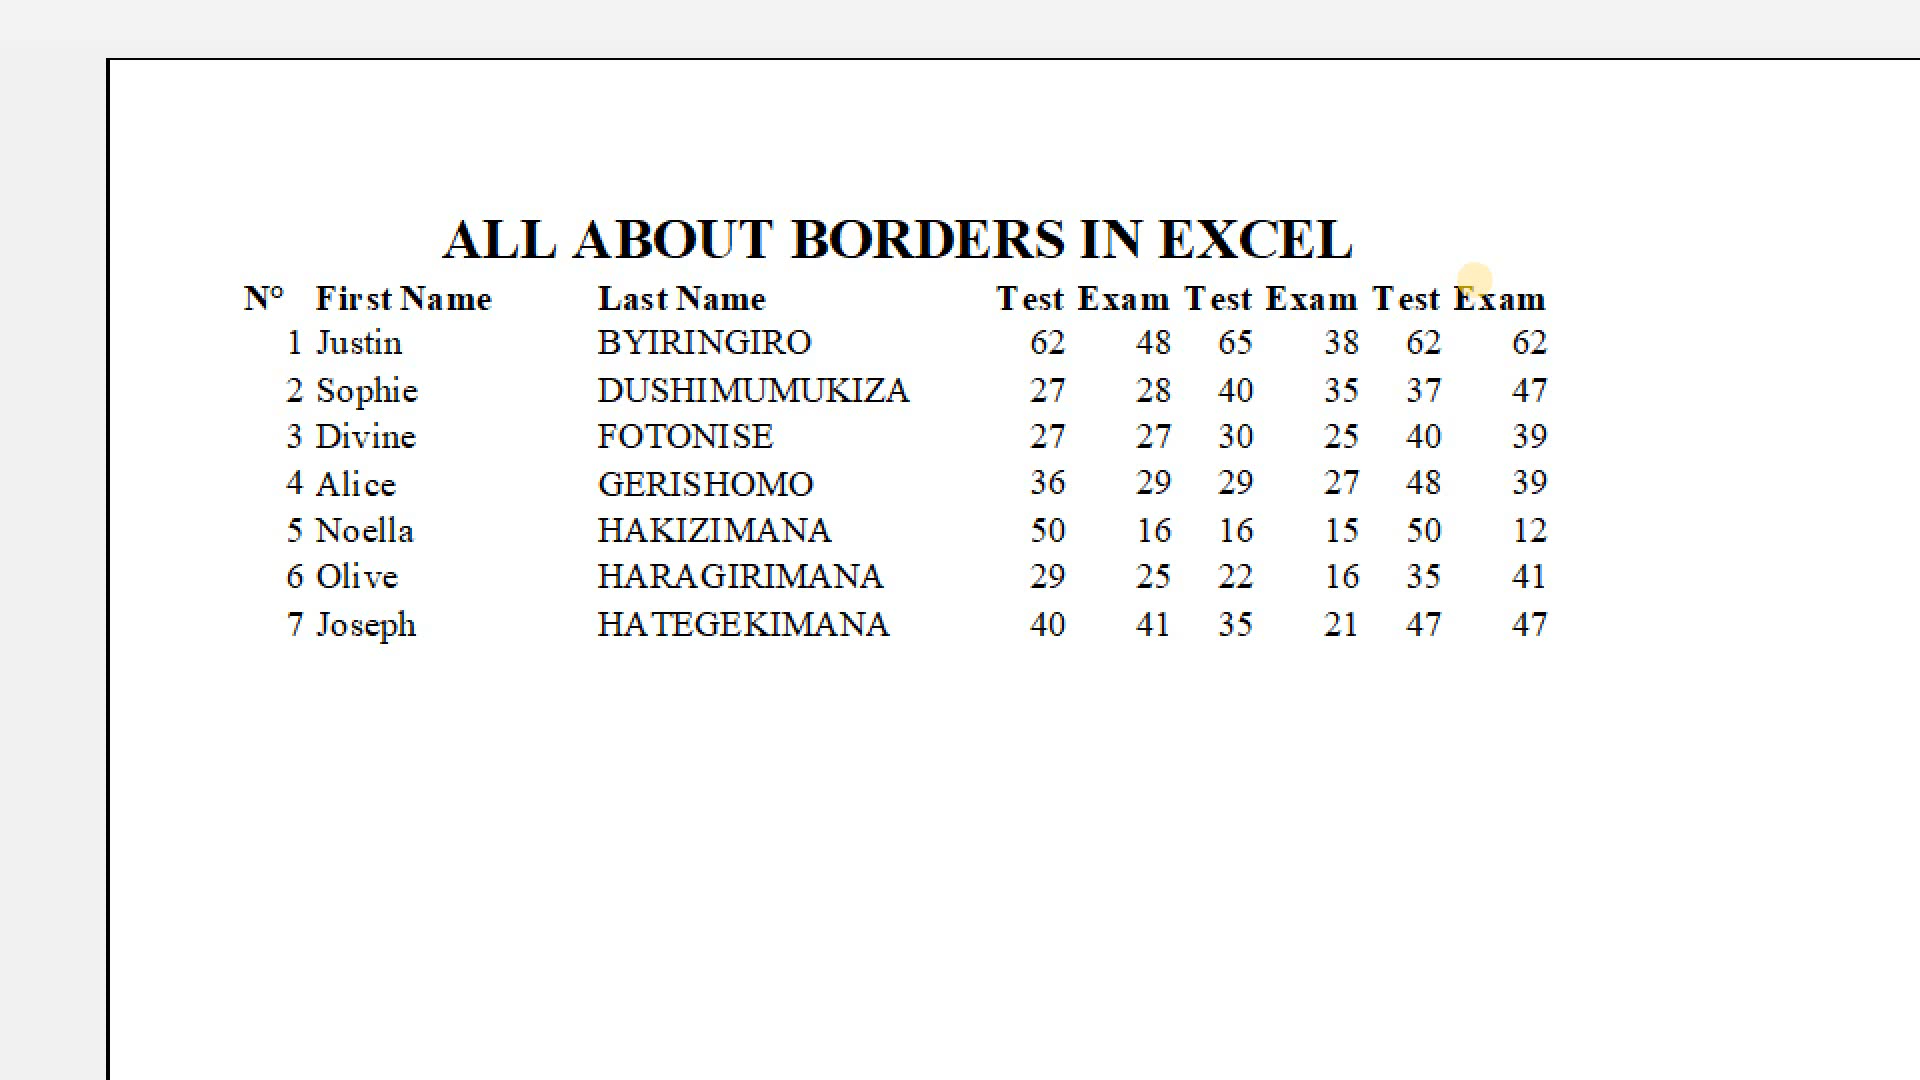 ALL ABOUT BORDERS IN EXCEL
N° First Name Last Name Test Exam Test Exam Test Exam
1 Justin BYIRINGIRO 62 48 65 38 62 62
2 Sophie DUSHIMUMUKIZA 27 28 40 35 37 47
3 Divine FOTONISE 27 27 30 25 40 39
4 Alice GERISHOMO 36 29 29 27 48 39
5 Noella HAKIZIMANA 50 16 16 15 50 12
6 Olive HARAGIRIMANA 29 25 22 16 35 41
7 Joseph HATEGEKIMANA 40 41 35 21 47 47